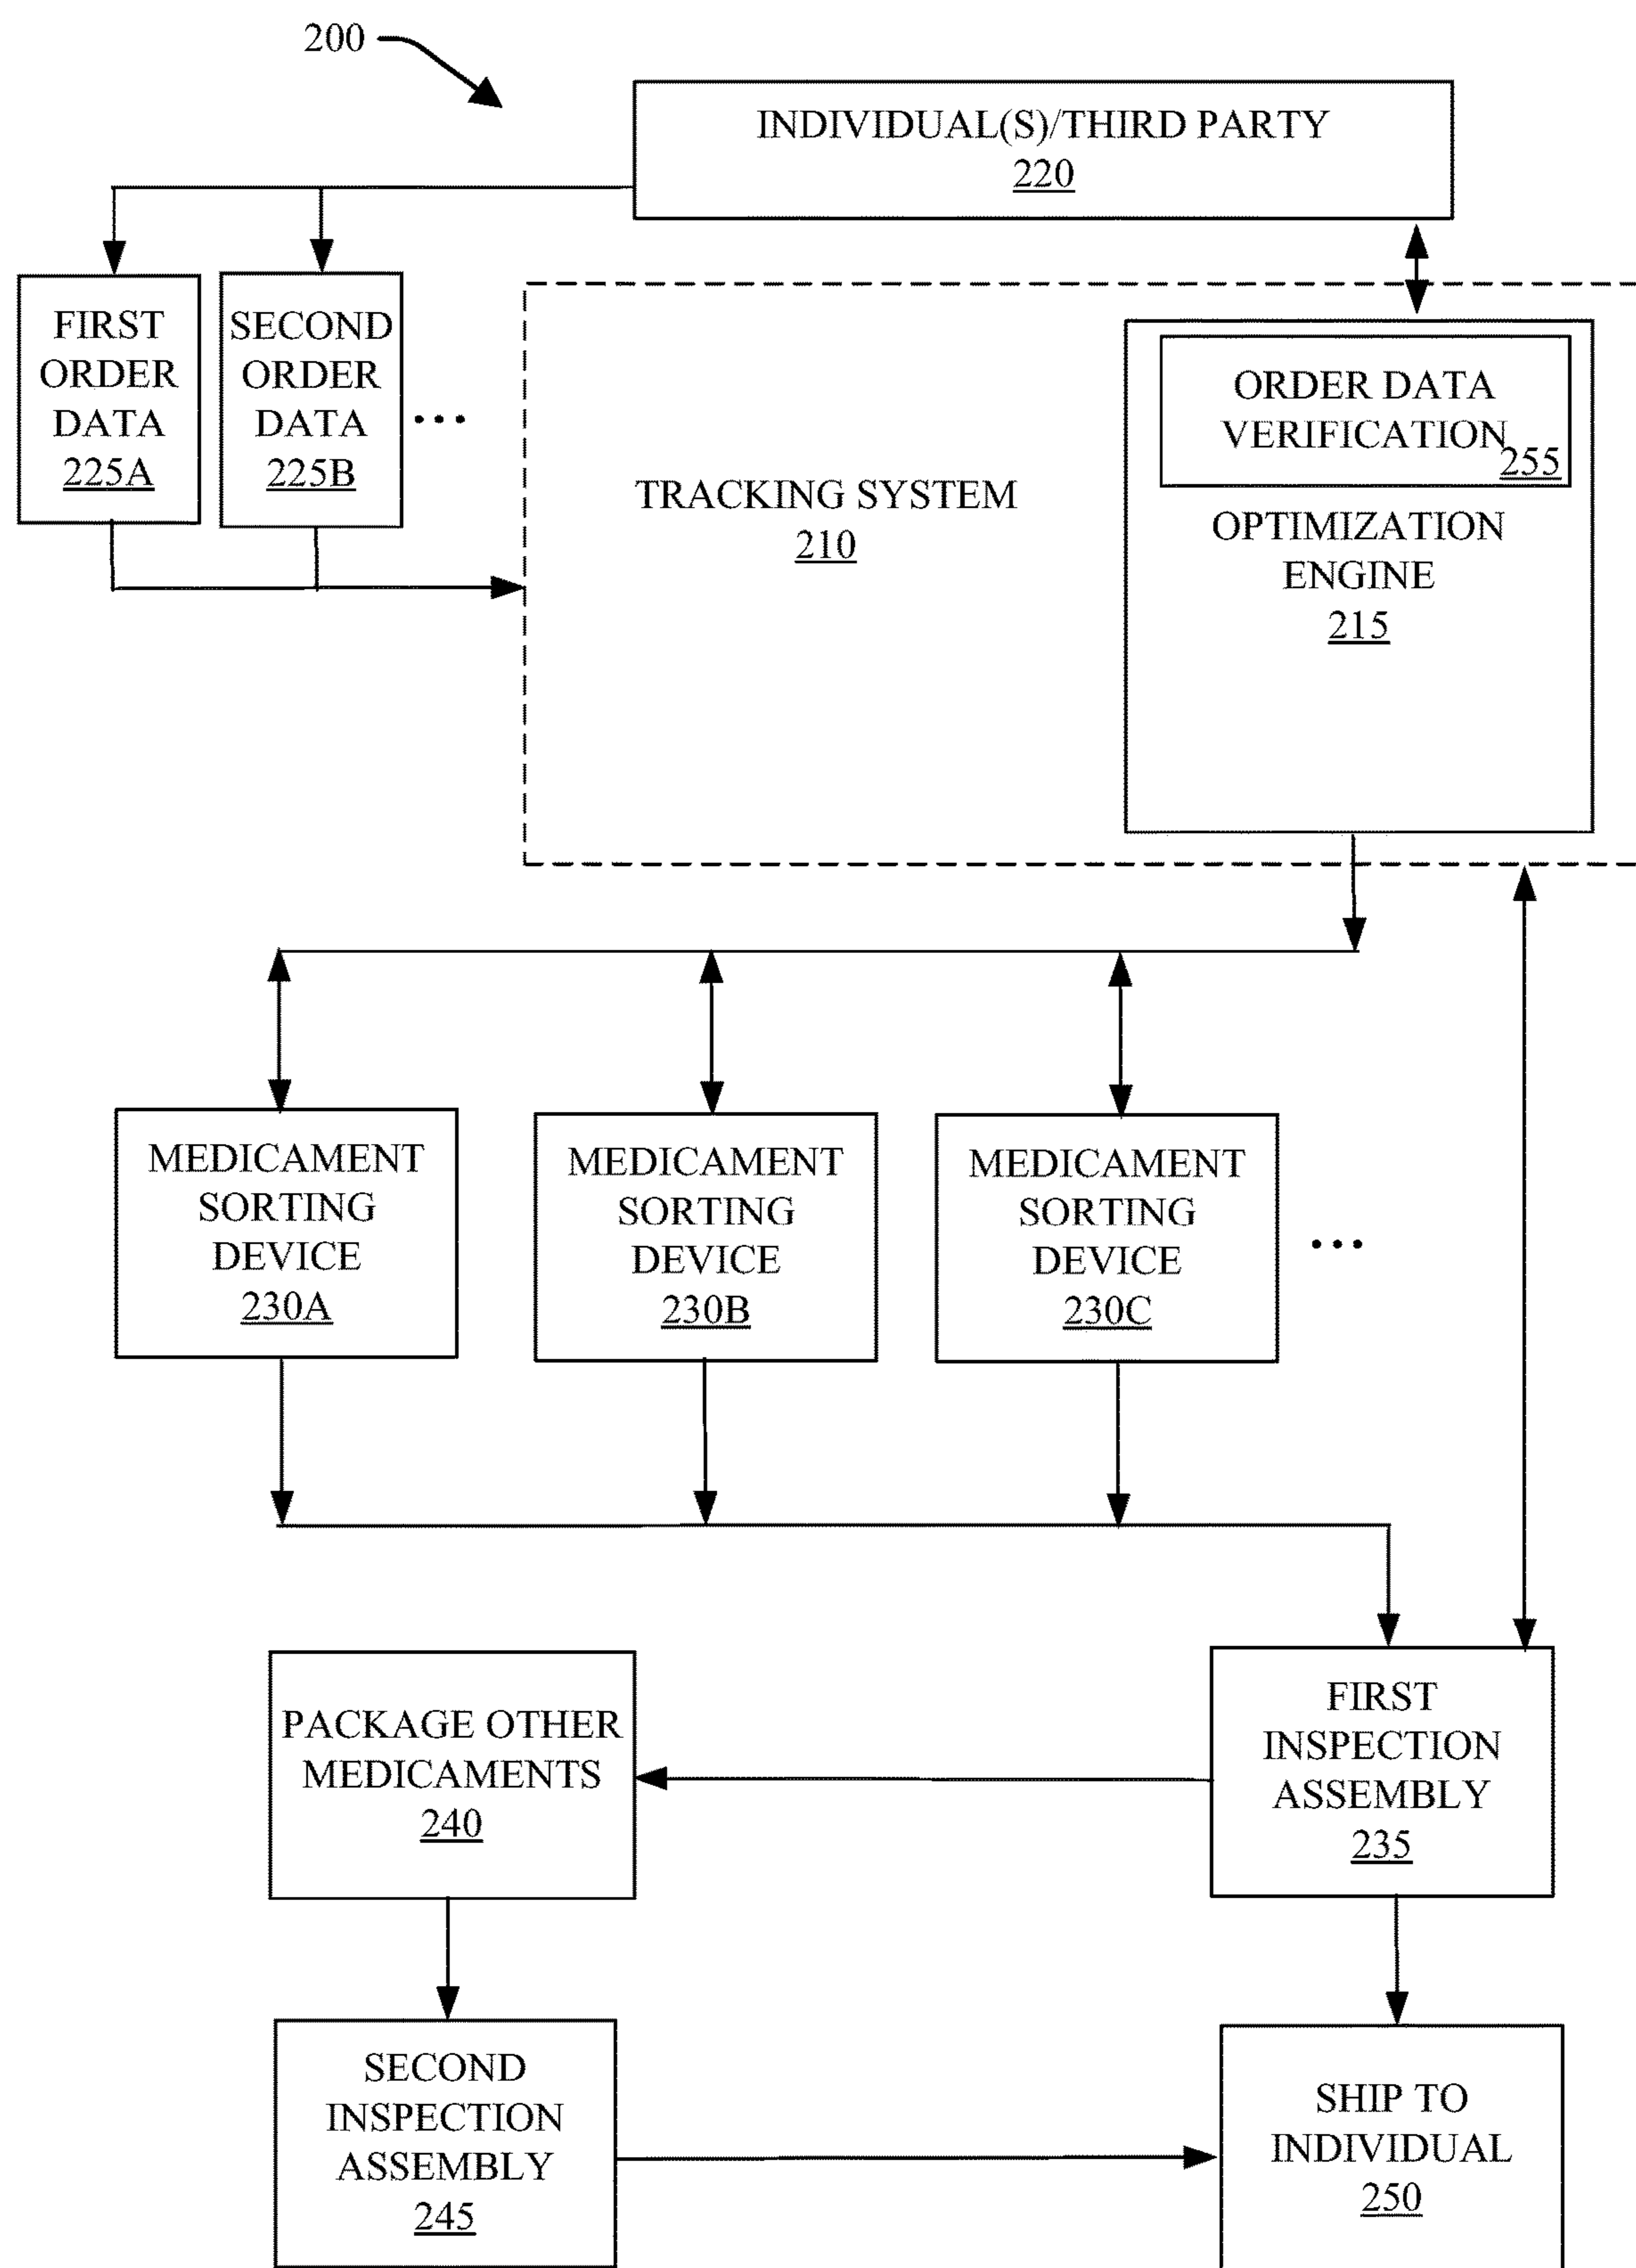 200
INDIVIDUAL(S)/THIRD PARTY
220
FIRST
ORDER
DATA
225A
SECOND
ORDER
DATA
225B
...
TRACKING SYSTEM
210
ORDER DATA
VERIFICATION
255
OPTIMIZATION
ENGINE
215
MEDICAMENT
SORTING
DEVICE
230A
MEDICAMENT
SORTING
DEVICE
230B
MEDICAMENT
SORTING
DEVICE
230C
...
PACKAGE OTHER
MEDICAMENTS
240
FIRST
INSPECTION
ASSEMBLY
235
SECOND
INSPECTION
ASSEMBLY
245
SHIP TO
INDIVIDUAL
250